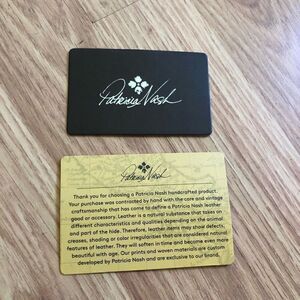 Patricia Nash
Patricia Nash
Thank you for choosing a Patricia Nash handcrafted product.
Your purchase was contracted by hand with the care and vintage
craftsmanship that has come to define a Patricia Nash leather
good or accessory. Leather is a natural substance that takes on
different characteristics and qualities depending on the animal
and part of the hide. Therefore, leather items may show defects,
creases, shading or color irregularities that are considered natural
features of leather. They will soften in time and become even more
beautiful with age. Our prints and woven materials are custom
developed by Patricia Nash and are exclusive to our brand.